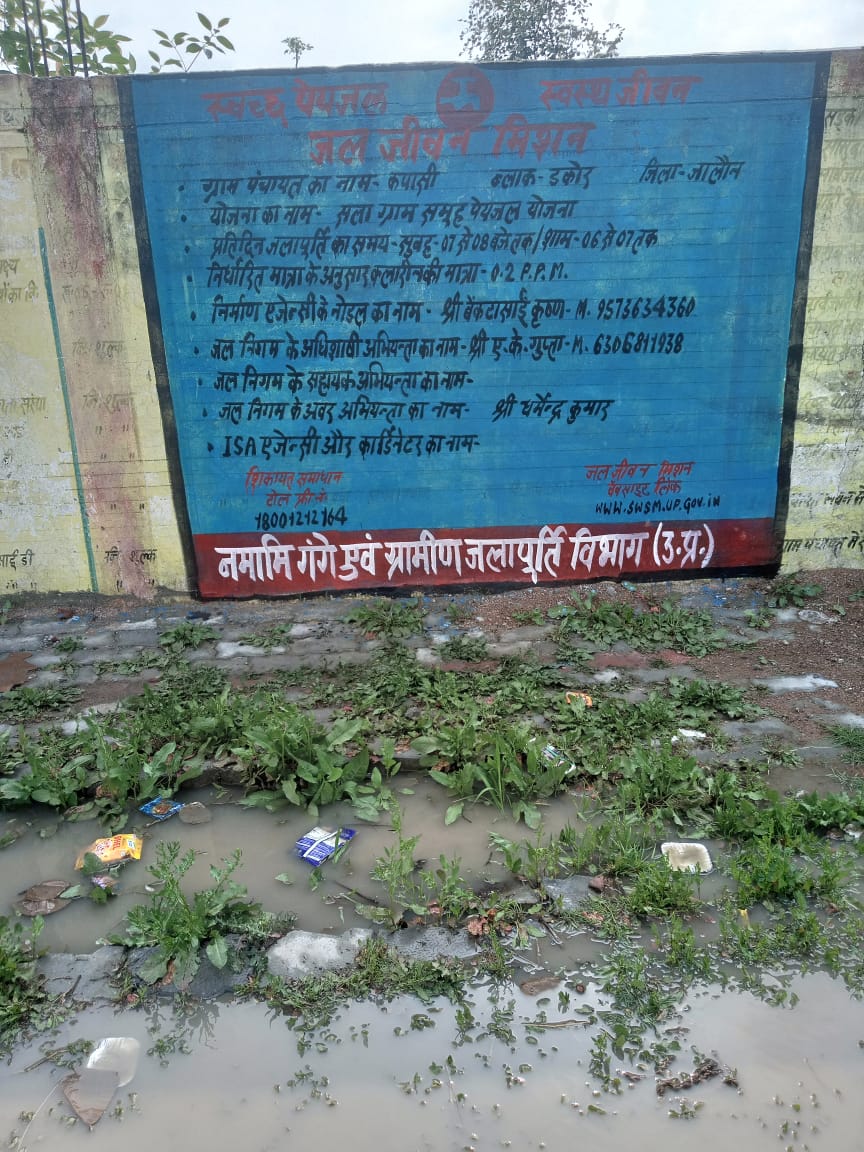 स्वच्छ पेयजल स्वस्थ जीवन
जल जीवन मिशन
• ग्राम पंचायत का नाम- कपासी ब्लाक- डकोर जिला-जालौन
• योजना का नाम- सला ग्राम समूह पेयजल योजना
• प्रतिदिन जलापूर्ति का समय-सुबह-07 से 08 बजे तक/शाम-06 से 07 तक
• निर्धारित मात्रा के अनुसार क्लोरीन की मात्रा- 0.2 P.P.M.
• निर्माण एजेन्सी के नोडल का नाम- श्री बेंकटासाई कृष्ण- M. 9573634360
• जल निगम के अधिशाषी अभियन्ता का नाम- श्री ए.के. गुप्ता- M. 6306811938
• जल निगम के सहायक अभियन्ता का नाम-
• जल निगम के अवर अभियन्ता का नाम- श्री धर्मेन्द्र कुमार
• ISA एजेन्सी और कार्डिनेटर का नाम-
शिकायत समाधान
टोल फ्री नं०
18001212164
जल जीवन मिशन
वेबसाइट लिंक
WWW.SWSM.UP.Gov.iN
नमामि गंगे एवं ग्रामीण जलापूर्ति विभाग (उ.प्र.)